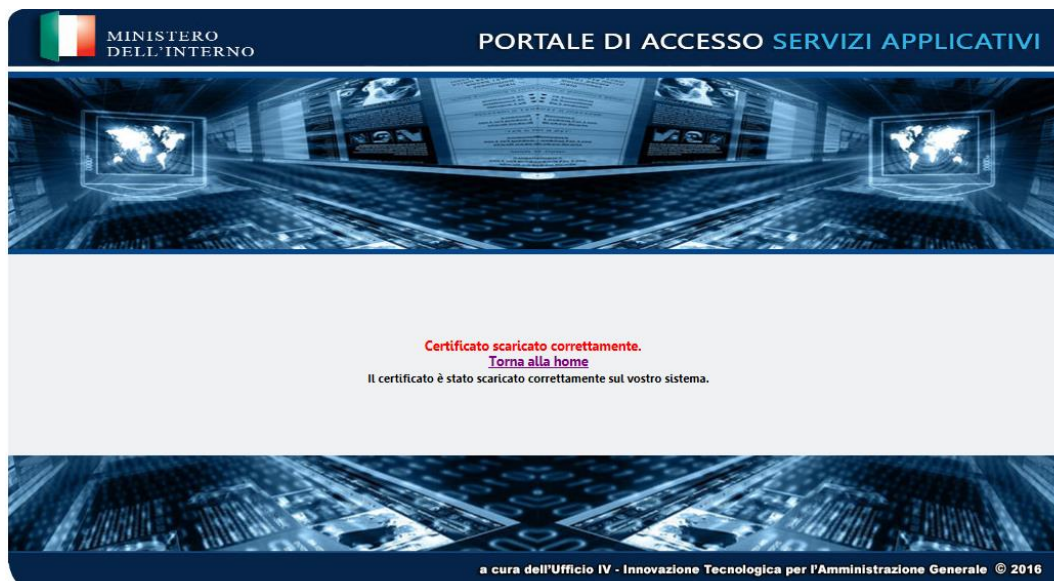 MINISTERO
DELL'INTERNO
PORTALE DI ACCESSO SERVIZI APPLICATIVI
Certificato scaricato correttamente.
Torna alla home
Il certificato è stato scaricato correttamente sul vostro sistema.
a cura dell'Ufficio IV - Innovazione Tecnologica per l'Amministrazione Generale © 2016